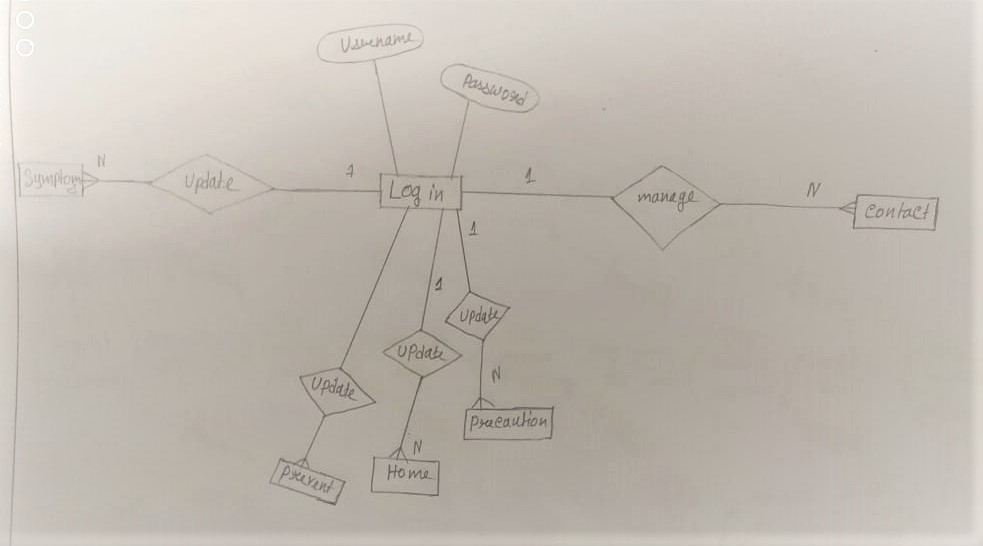 Username
Password
Symptom
N
Update
1
Log in
1
manage
N
Contact
1
1
Update
Update
Update
N
Precaution
N
Home
Prevent